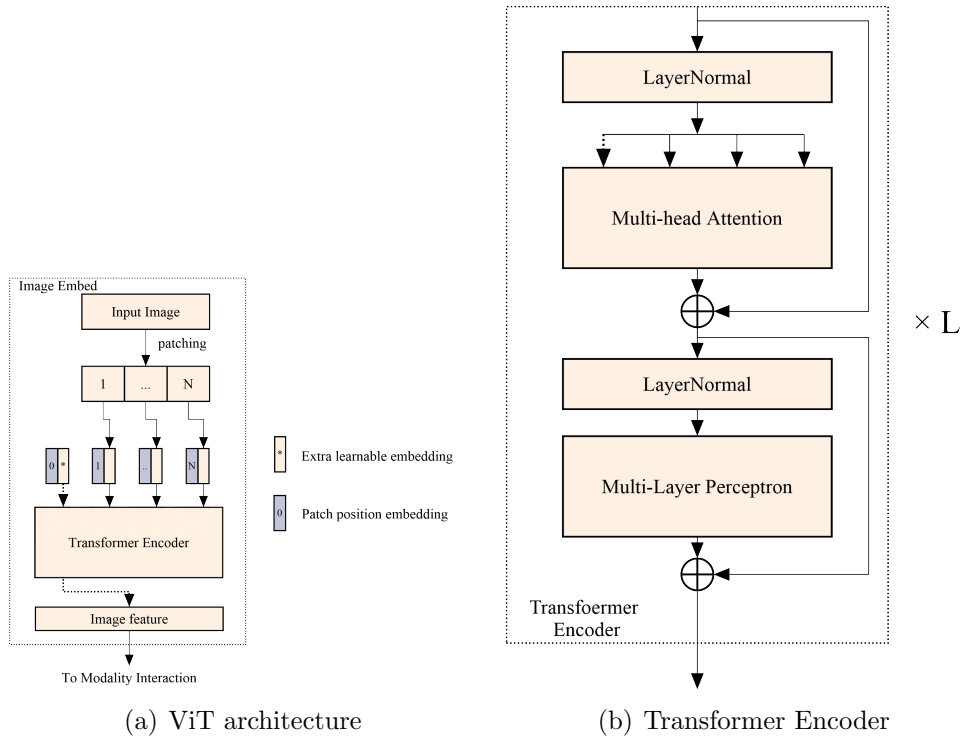 Image Embed
Input Image
patching
1 ... N
0 * 1 .. N
Transformer Encoder
Image feature
To Modality Interaction
* Extra learnable embedding
0 Patch position embedding
(a) ViT architecture
LayerNormal
Multi-head Attention
LayerNormal
Multi-Layer Perceptron
Transfoermer
Encoder
× L
(b) Transformer Encoder